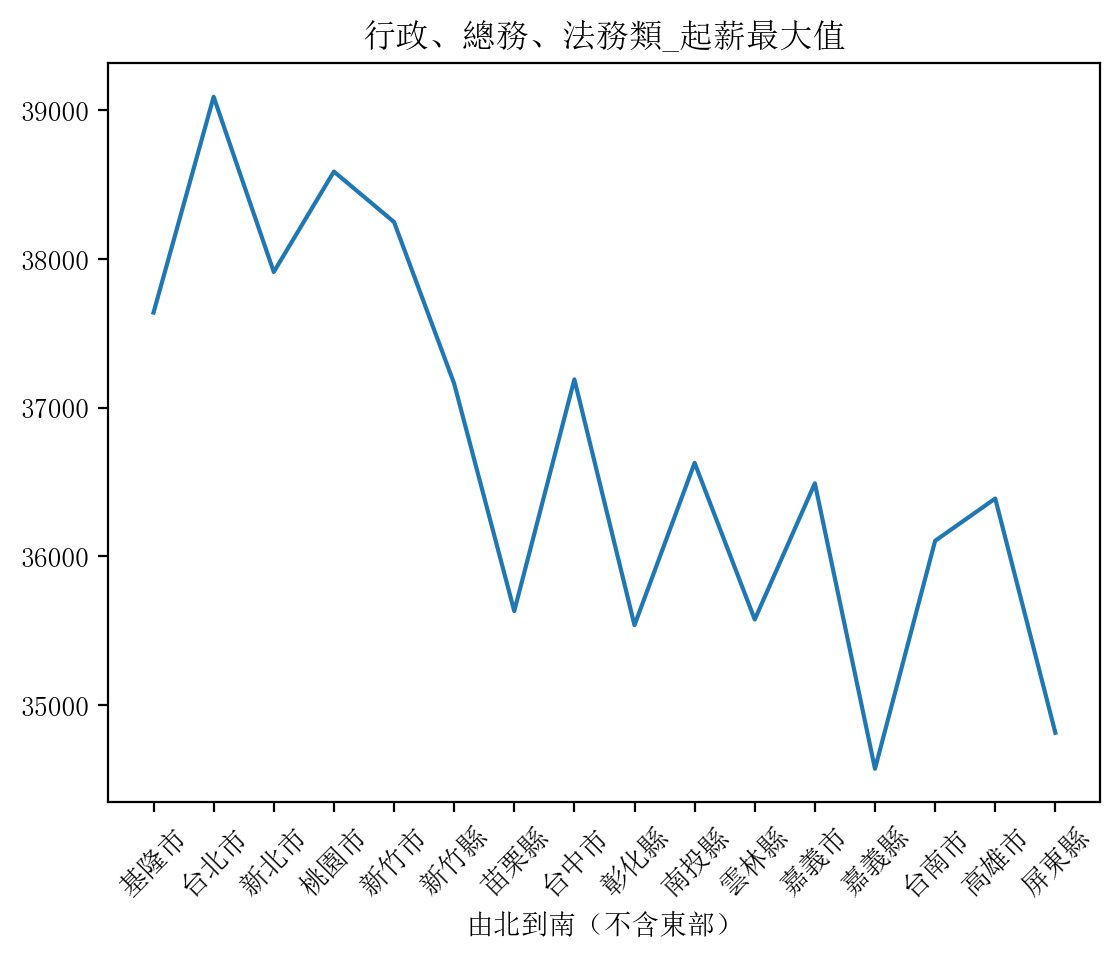 行政、總務、法務類_起薪最大值
39000
38000
37000
36000
35000
基隆市
台北市
新北市
桃園市
新竹市
新竹縣
苗栗縣
台中市
彰化縣
南投縣
雲林縣
嘉義市
嘉義縣
台南市
高雄市
屏東縣
由北到南（不含東部）